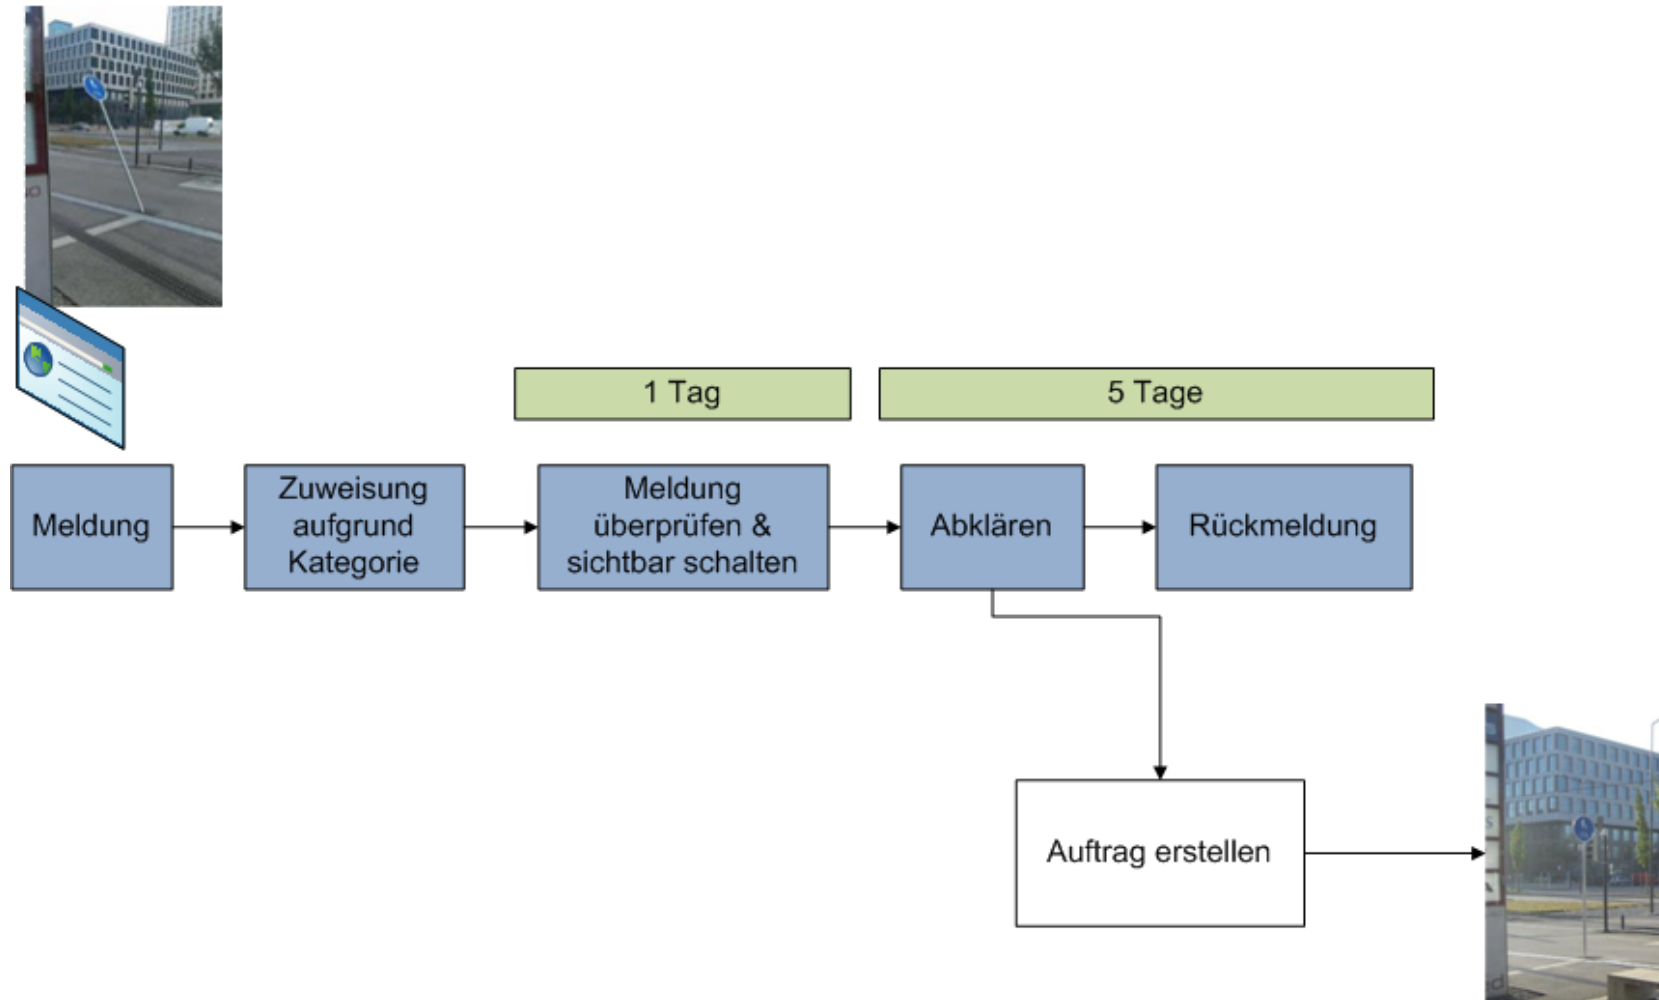 1 Tag
5 Tage
Meldung
Zuweisung
aufgrund
Kategorie
Meldung
überprüfen &
sichtbar schalten
Abklären
Rückmeldung
Auftrag erstellen